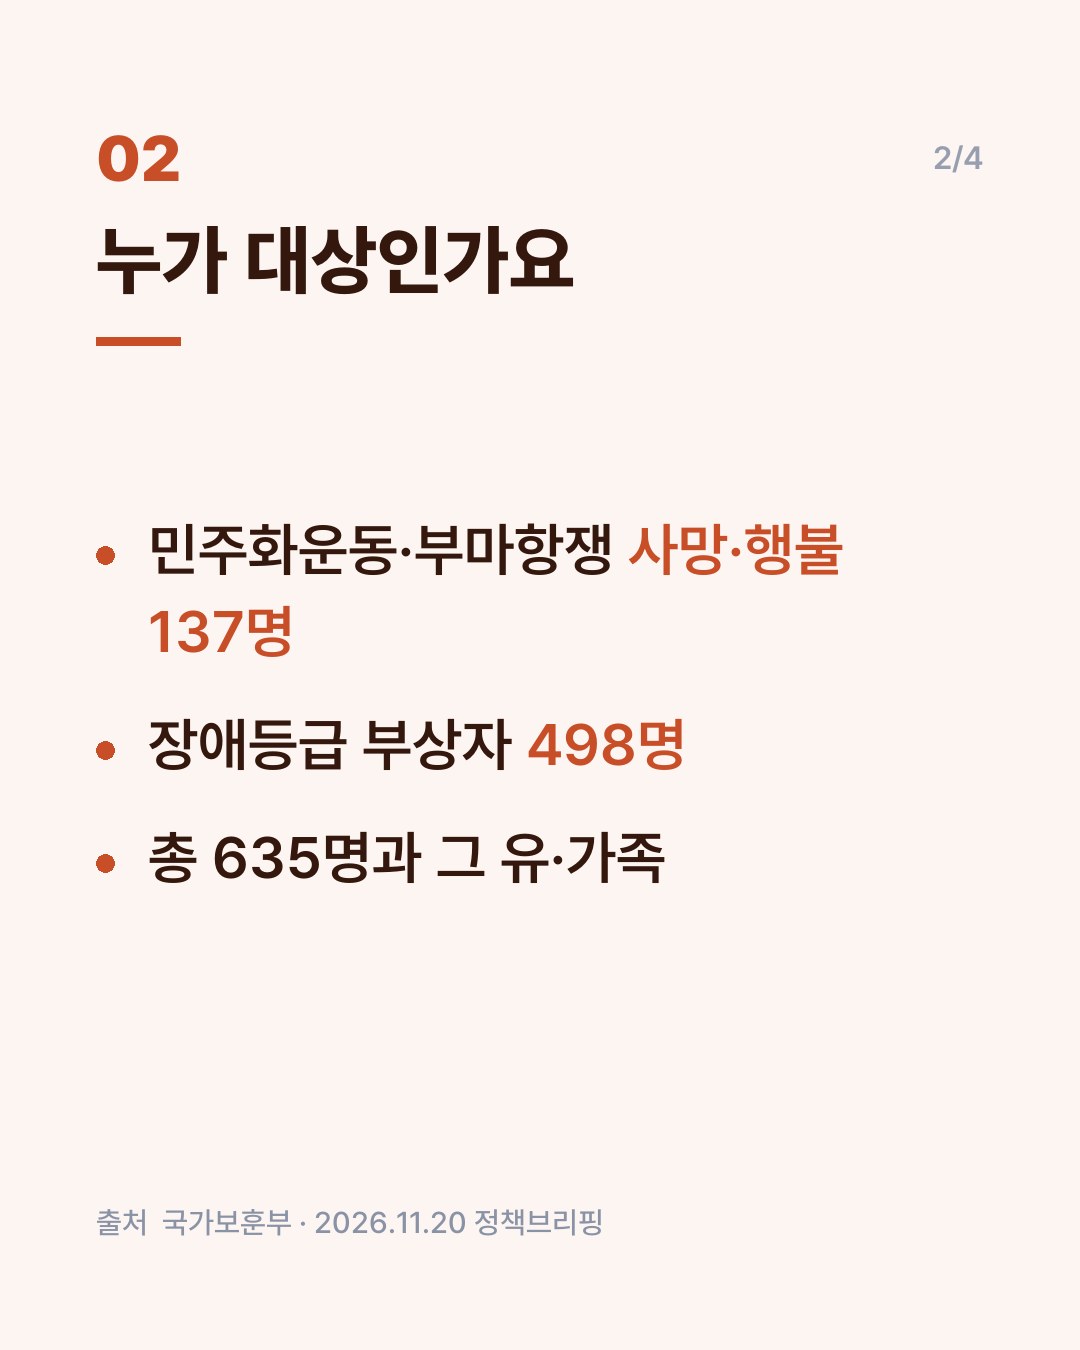 02
2/4
누가 대상인가요
민주화운동·부마항쟁 사망·행불
137명
장애등급 부상자 498명
총 635명과 그 유·가족
출처 국가보훈부 · 2026.11.20 정책브리핑